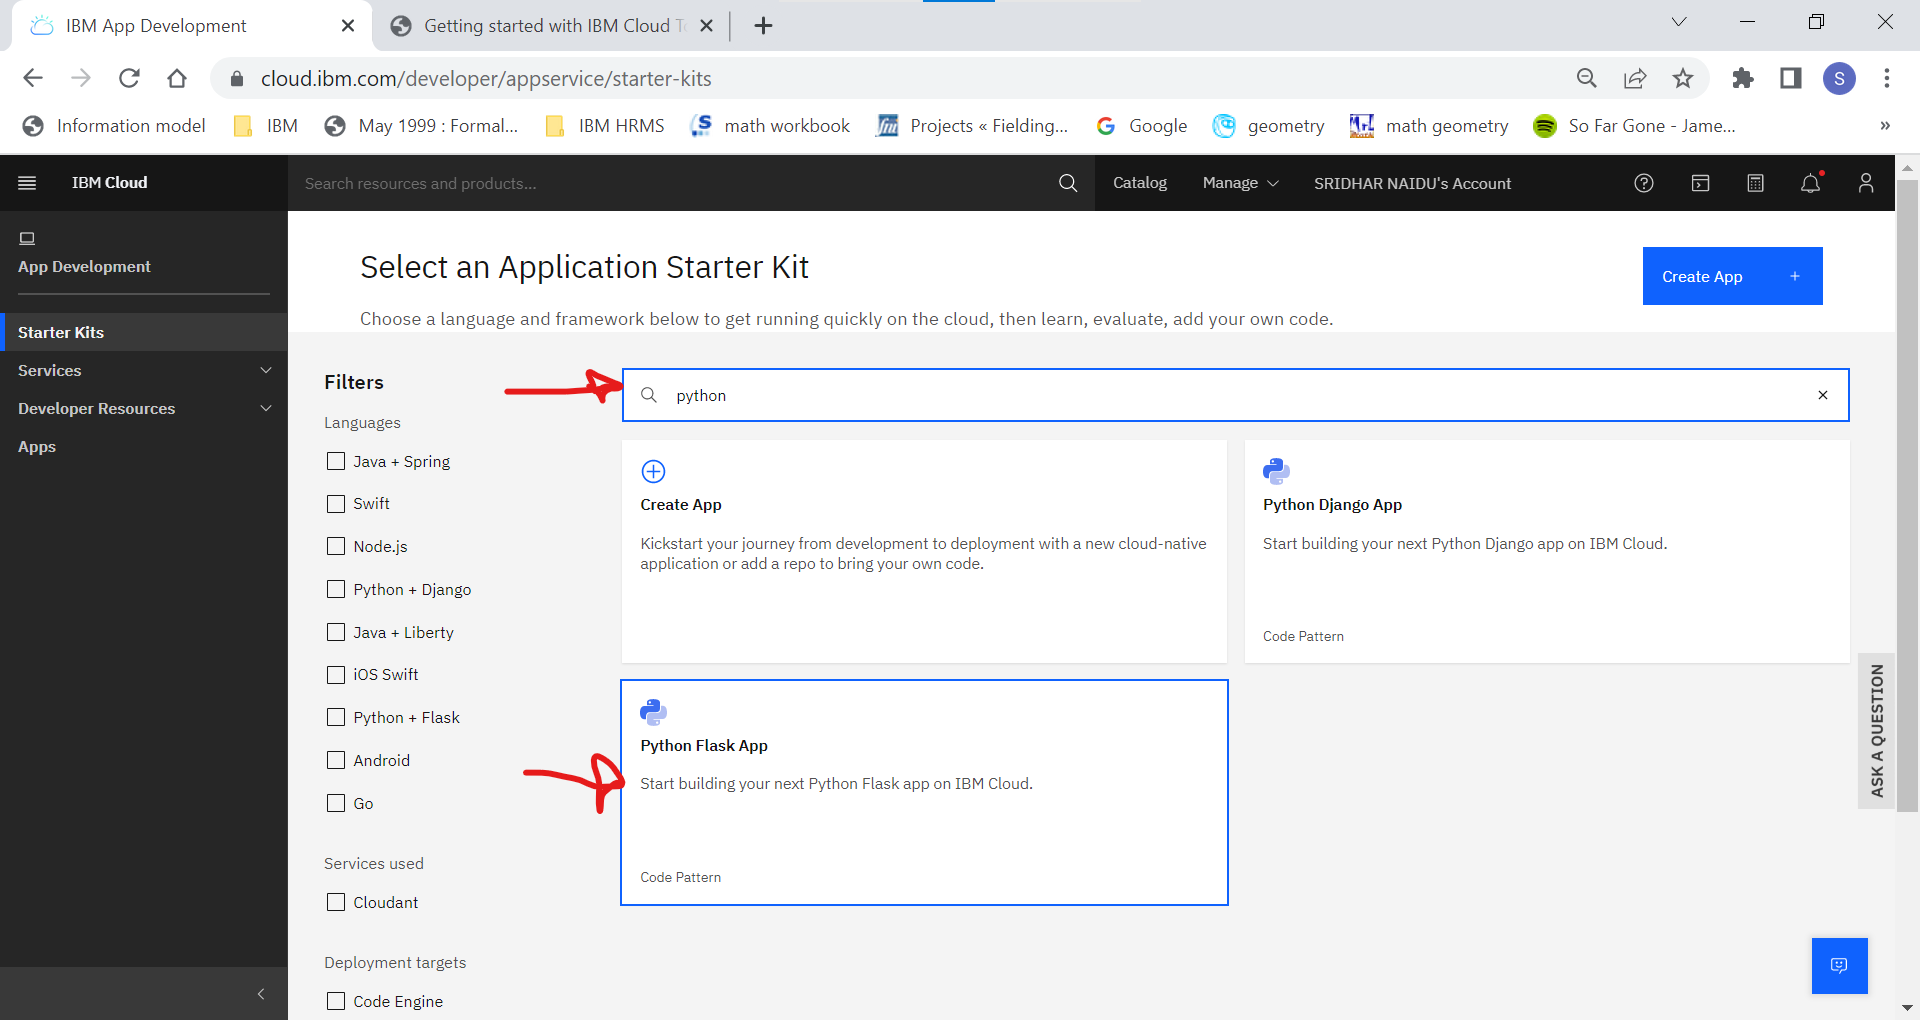 IBM App Development
Getting started with IBM Cloud T
cloud.ibm.com/developer/appservice/starter-kits
S
Information model
IBM
May 1999 : Formal...
IBM HRMS
math workbook
Projects « Fielding...
Google
geometry
math geometry
So Far Gone - Jame...
»
IBM Cloud
Search resources and products...
Catalog
Manage
SRIDHAR NAIDU's Account
App Development
Starter Kits
Services
Developer Resources
Apps
Select an Application Starter Kit
Create App +
Choose a language and framework below to get running quickly on the cloud, then learn, evaluate, add your own code.
Filters
Languages
Java + Spring
Swift
Node.js
Python + Django
Java + Liberty
iOS Swift
Python + Flask
Android
Go
Services used
Cloudant
Deployment targets
Code Engine
python
Create App
Kickstart your journey from development to deployment with a new cloud-native
application or add a repo to bring your own code.
Python Django App
Start building your next Python Django app on IBM Cloud.
Code Pattern
Python Flask App
Start building your next Python Flask app on IBM Cloud.
Code Pattern
ASK A QUESTION